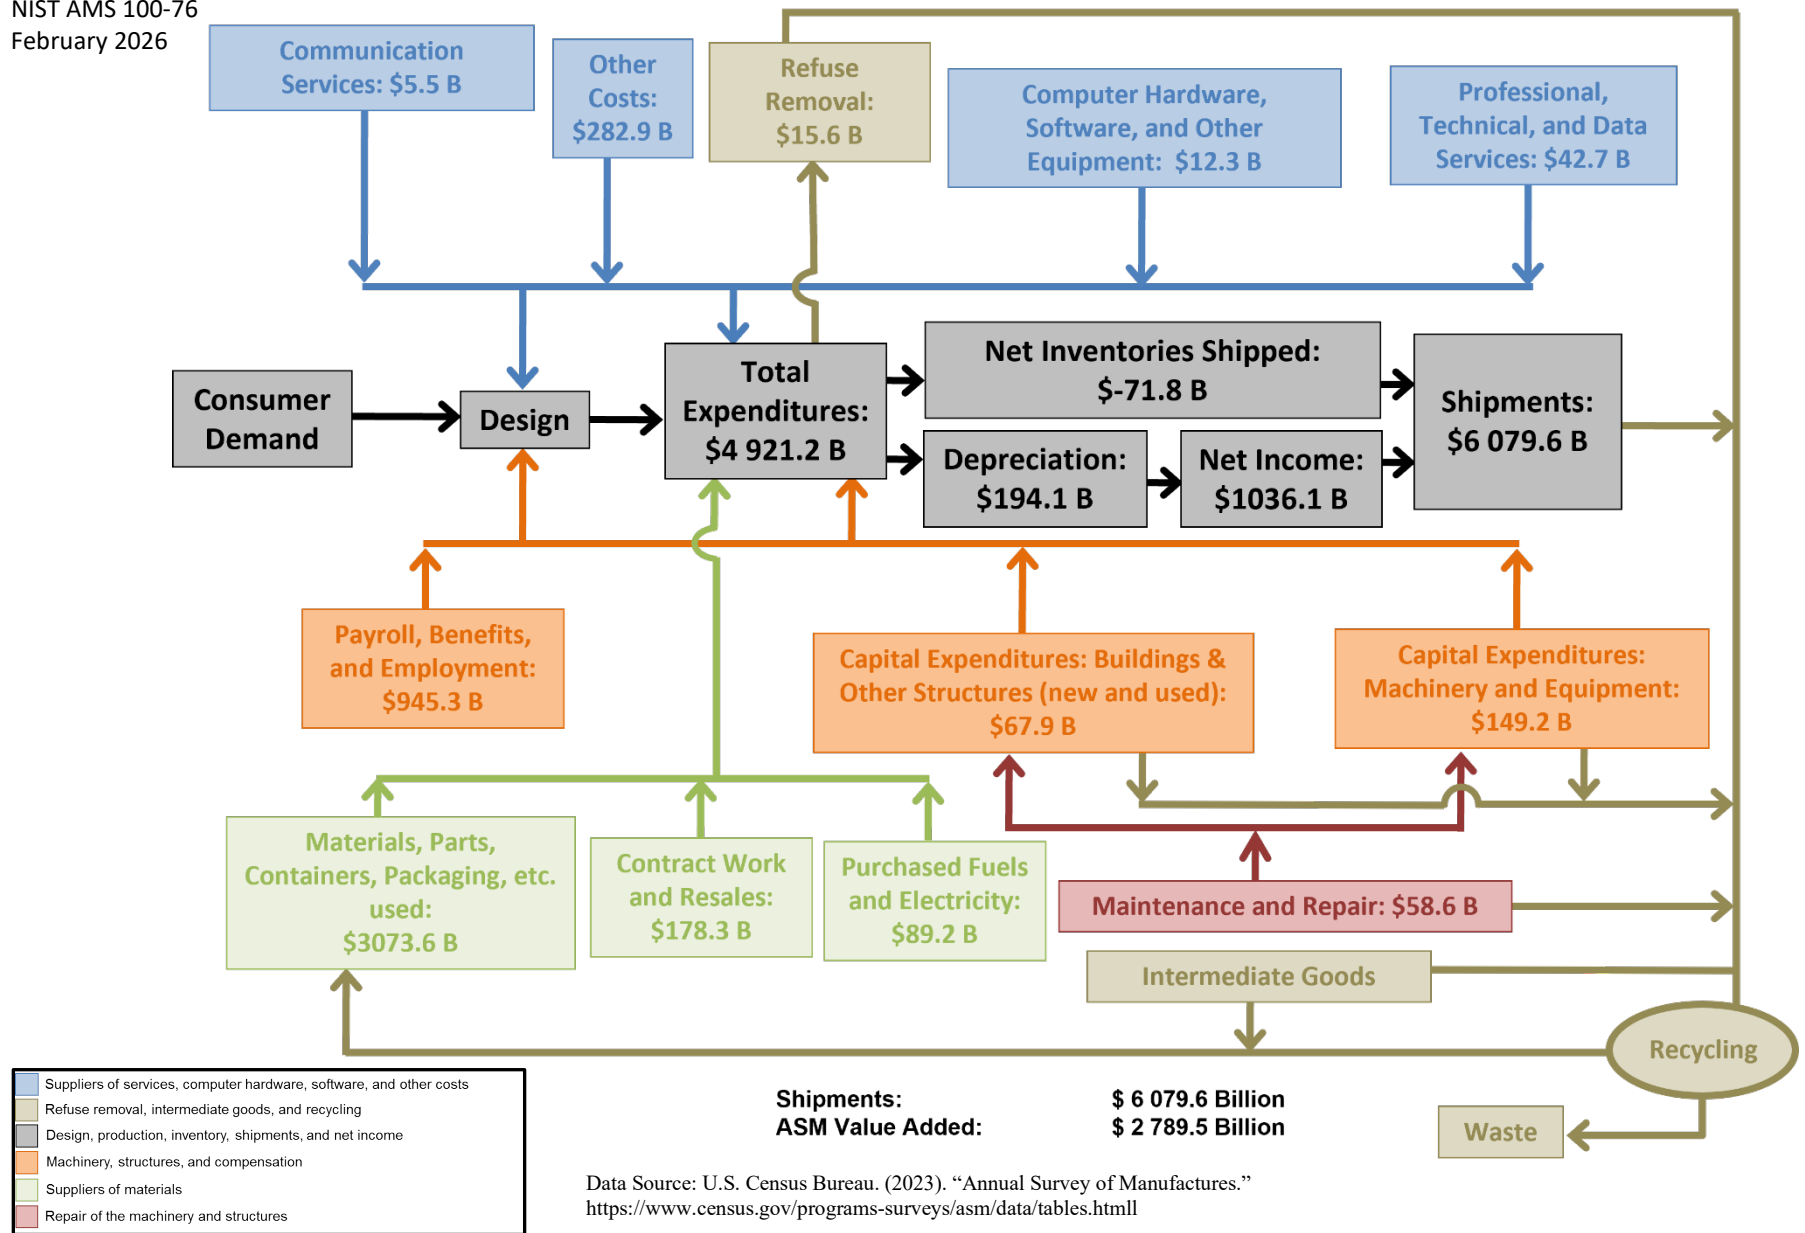 NIST AMS 100-76
February 2026
Communication
Services: $5.5 B
Other
Costs:
$282.9 B
Refuse
Removal:
$15.6 B
Computer Hardware,
Software, and Other
Equipment:  $12.3 B
Professional,
Technical, and Data
Services: $42.7 B
Consumer
Demand
Design
Total
Expenditures:
$4 921.2 B
Net Inventories Shipped:
$-71.8 B
Depreciation:
$194.1 B
Net Income:
$1036.1 B
Shipments:
$6 079.6 B
Payroll, Benefits,
and Employment:
$945.3 B
Capital Expenditures: Buildings &
Other Structures (new and used):
$67.9 B
Capital Expenditures:
Machinery and Equipment:
$149.2 B
Materials, Parts,
Containers, Packaging, etc.
used:
$3073.6 B
Contract Work
and Resales:
$178.3 B
Purchased Fuels
and Electricity:
$89.2 B
Maintenance and Repair: $58.6 B
Intermediate Goods
Recycling
Waste
Suppliers of services, computer hardware, software, and other costs
Refuse removal, intermediate goods, and recycling
Design, production, inventory, shipments, and net income
Machinery, structures, and compensation
Suppliers of materials
Repair of the machinery and structures
Shipments: $ 6 079.6 Billion
ASM Value Added: $ 2 789.5 Billion
Data Source: U.S. Census Bureau. (2023). “Annual Survey of Manufactures.”
https://www.census.gov/programs-surveys/asm/data/tables.htmll